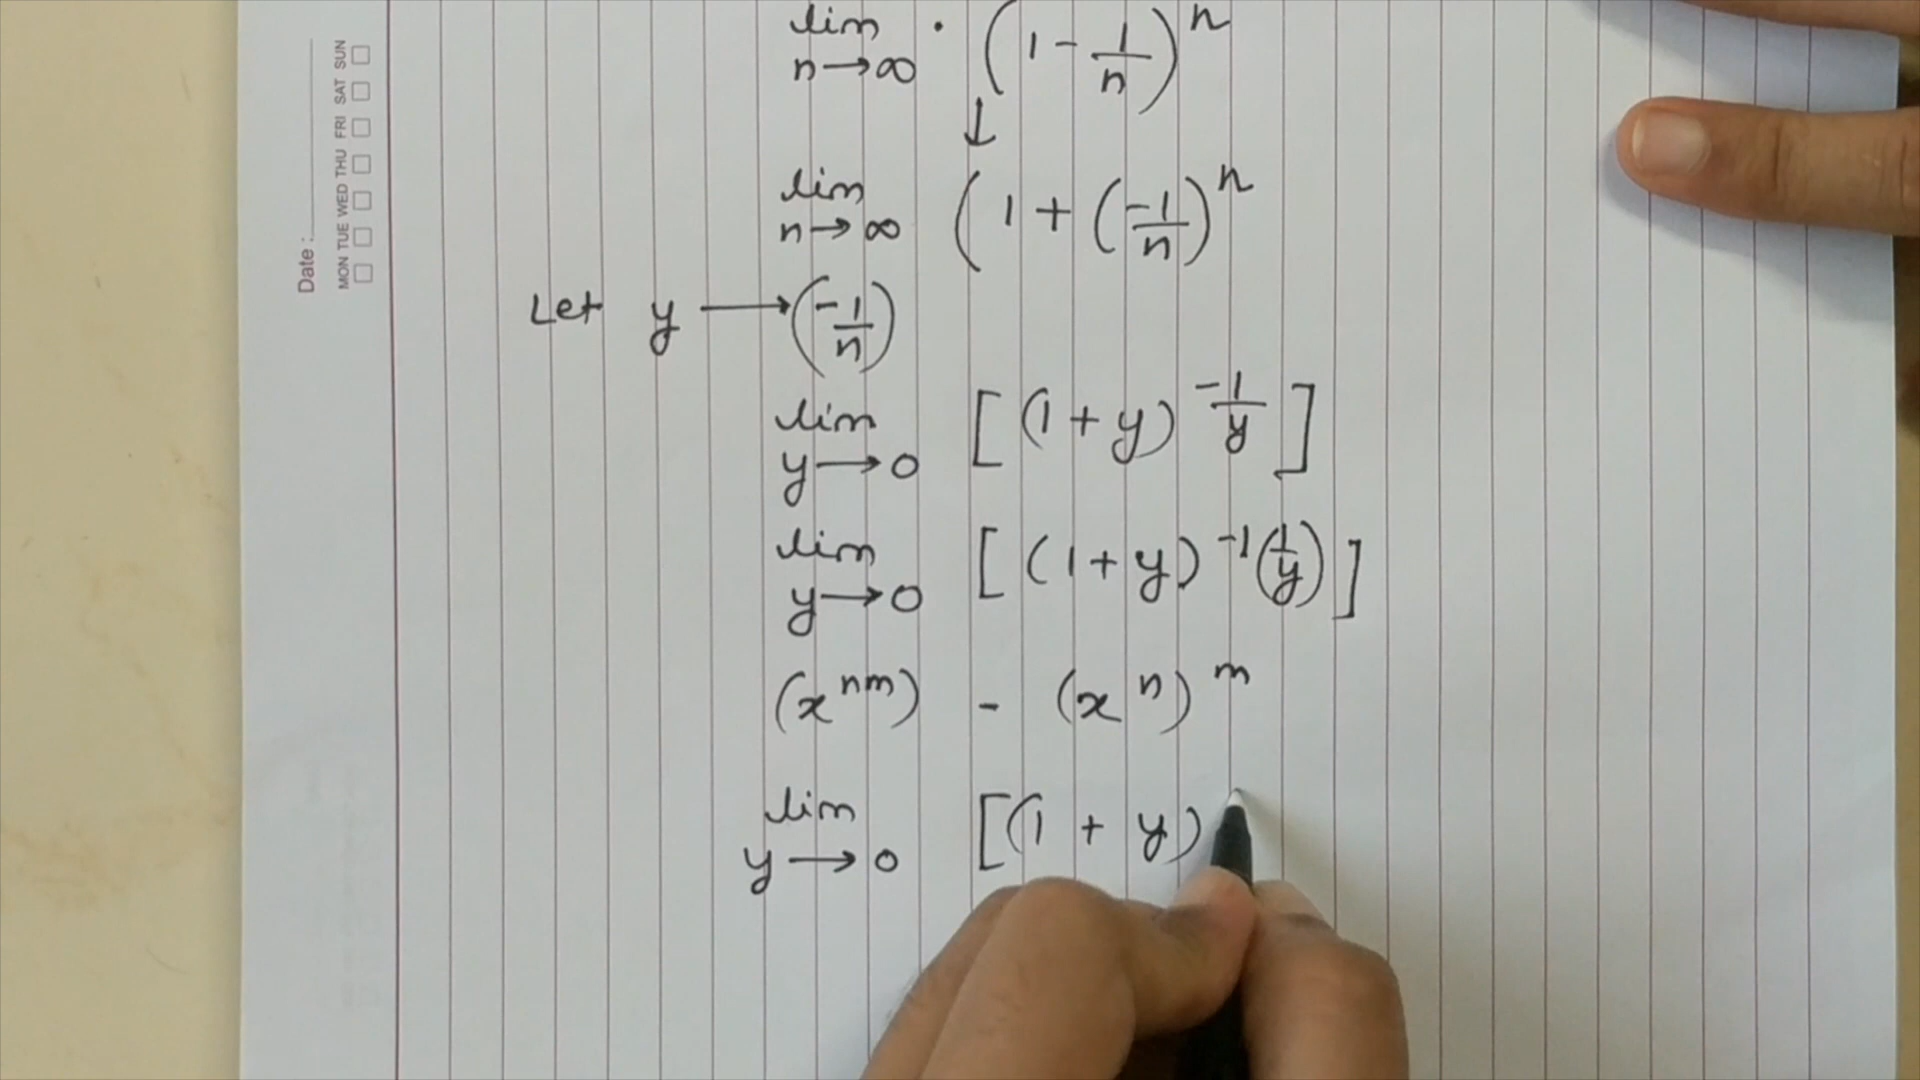 lim n→∞ · (1 - 1/n)^n
↓
lim n→∞ (1 + (-1/n)^n
Let y → (-1/n)
lim y→0 [(1 + y)^-1/y]
lim y→0 [(1 + y)^-1(1/y)]
(x^nm) - (x^n)^m
lim y→0 [(1 + y)
Date :
MON TUE WED THU FRI SAT SUN